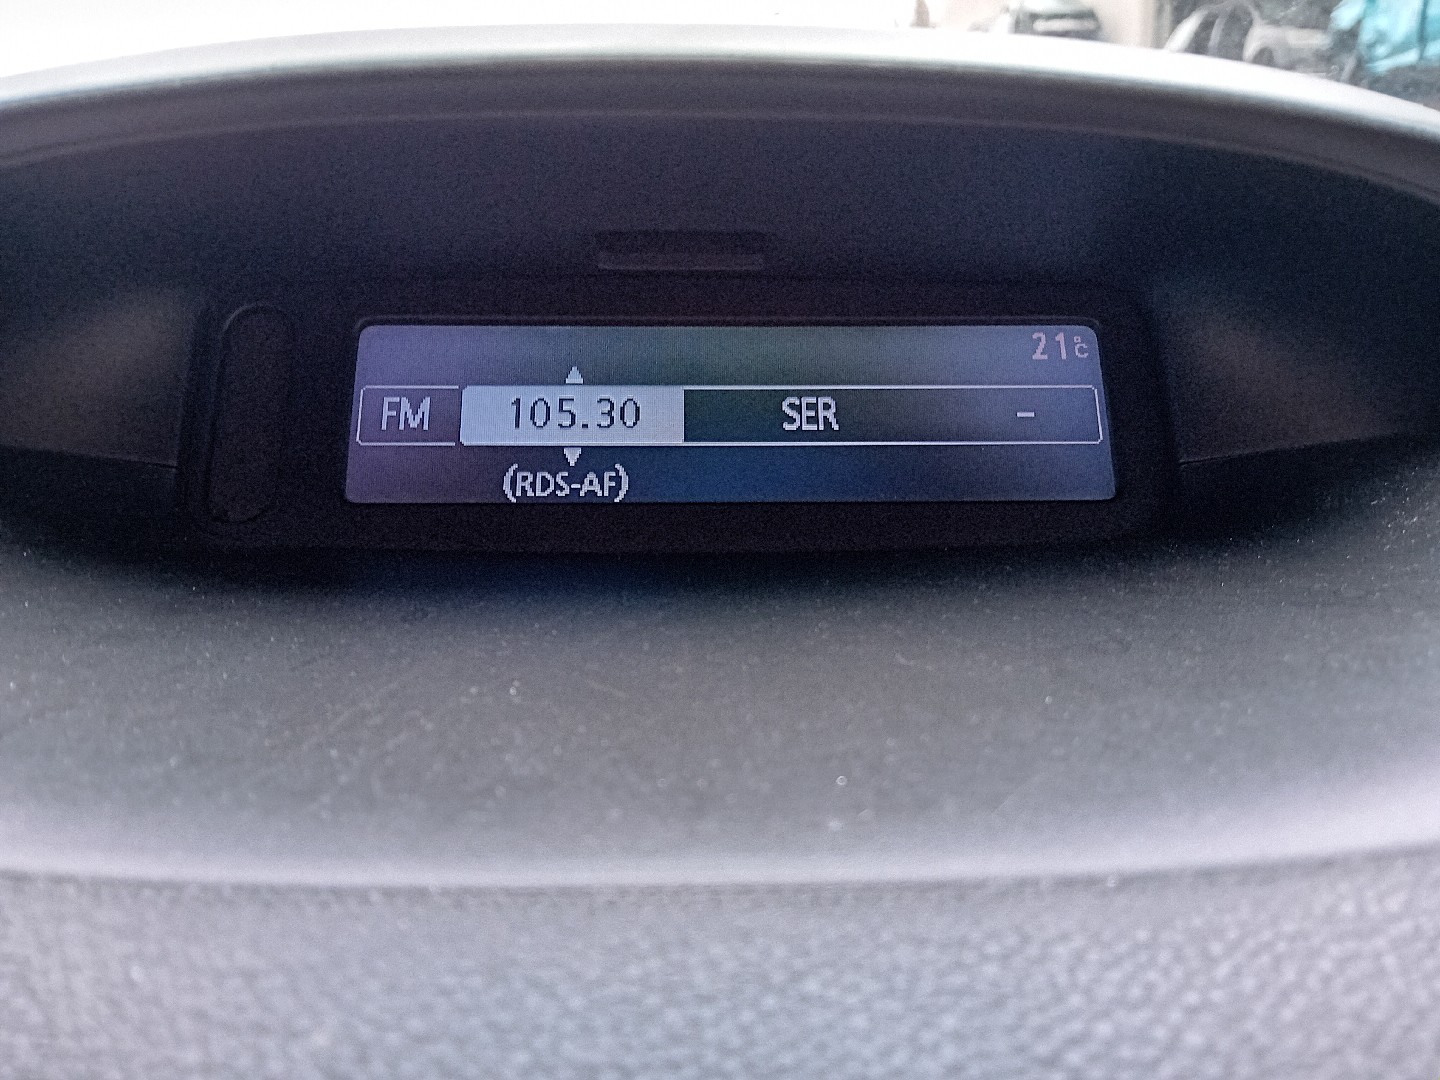 21°C
FM 105.30 SER –
(RDS-AF)